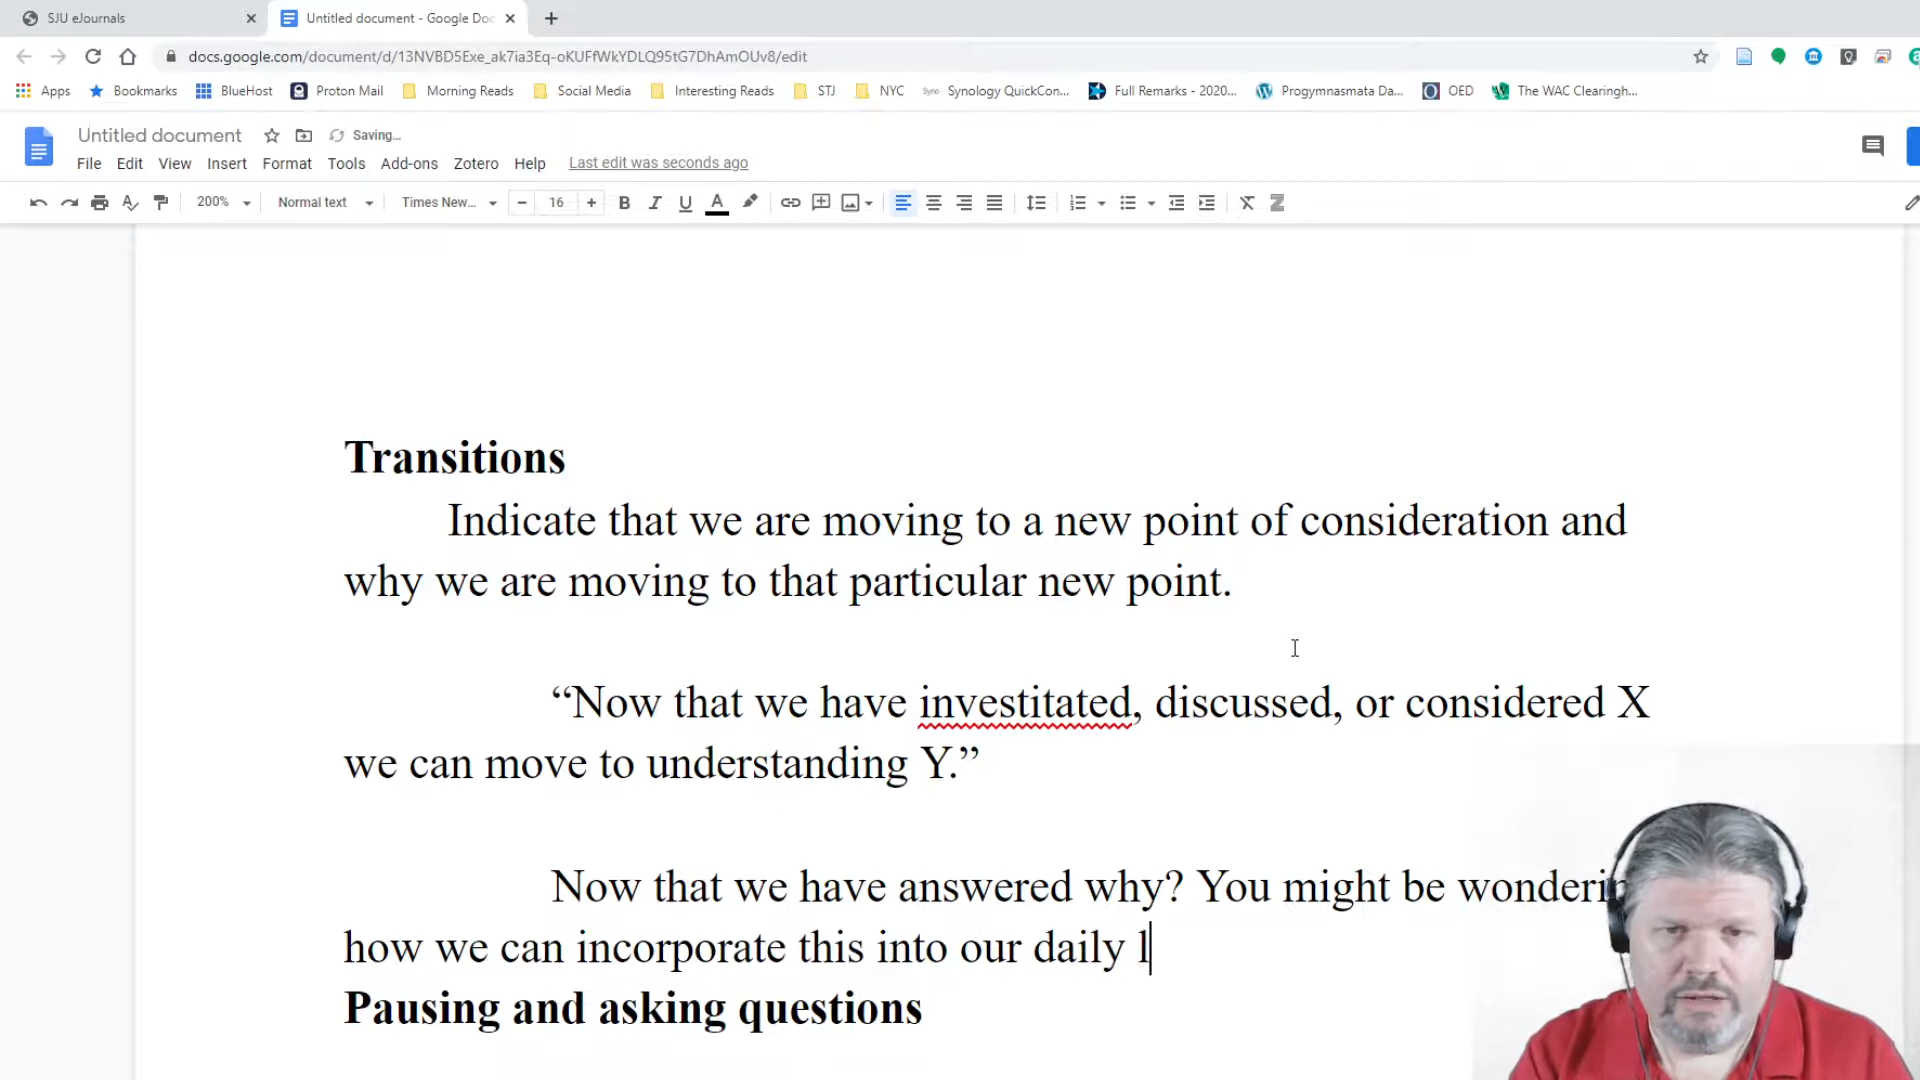 SJU eJournals
Untitled document - Google Doc
docs.google.com/document/d/13NVBD5Exe_ak7ia3Eq-oKUFfWkYDLQ95tG7DhAmOUv8/edit
Apps Bookmarks BlueHost Proton Mail Morning Reads Social Media Interesting Reads STJ NYC Sync Synology QuickCon... Full Remarks - 2020... Progymnasmata Da... OED The WAC Clearingh...
Untitled document Saving...
File Edit View Insert Format Tools Add-ons Zotero Help Last edit was seconds ago
200% Normal text Times New... 16 B I U A Z
Transitions
Indicate that we are moving to a new point of consideration and
why we are moving to that particular new point.
“Now that we have investitated, discussed, or considered X
we can move to understanding Y.”
Now that we have answered why? You might be wonderin
how we can incorporate this into our daily l
Pausing and asking questions